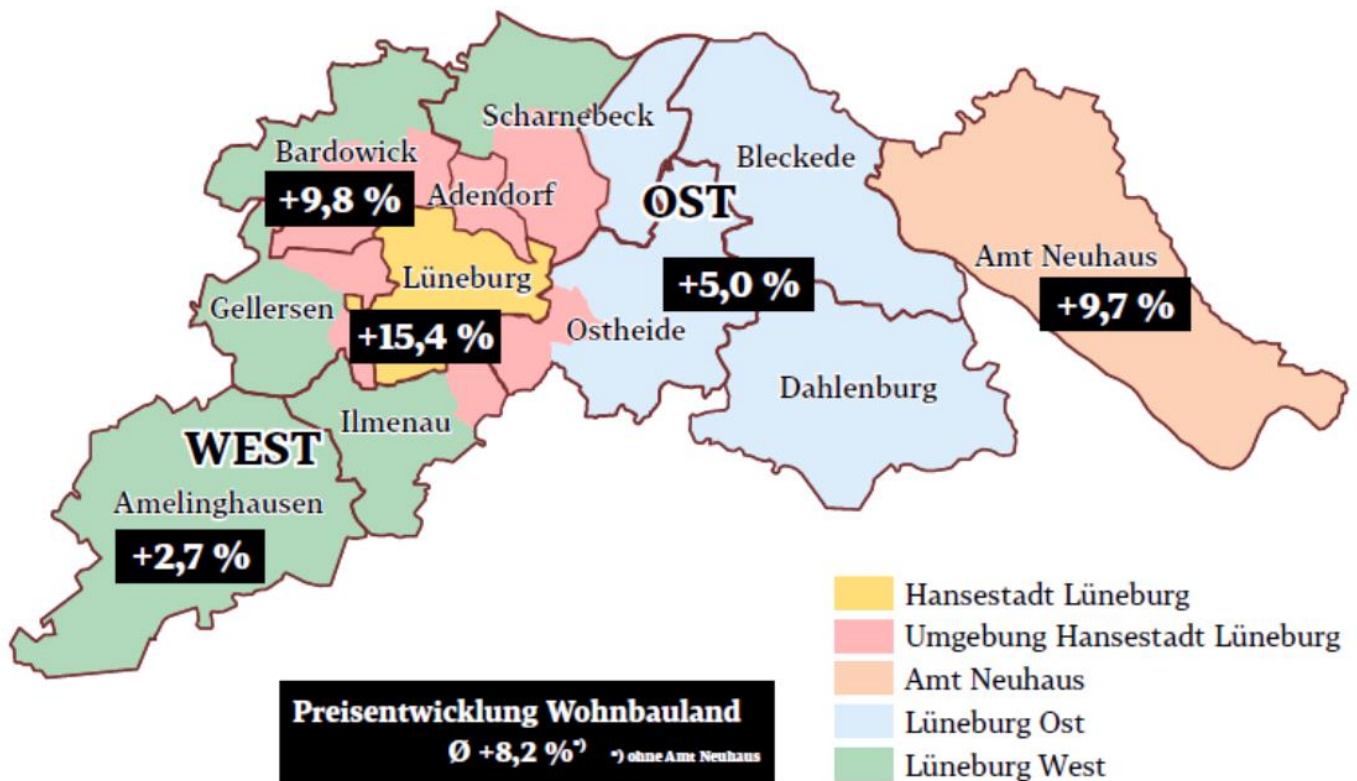 Scharnebeck
Bardowick
Bleckede
+9,8 %
Adendorf
OST
Amt Neuhaus
Lüneburg
+5,0 %
+9,7 %
Gellersen
+15,4 %
Ostheide
Dahlenburg
Ilmenau
WEST
Amelinghausen
+2,7 %
Hansestadt Lüneburg
Umgebung Hansestadt Lüneburg
Amt Neuhaus
Lüneburg Ost
Lüneburg West
Preisentwicklung Wohnbauland
Ø +8,2 %*) *) ohne Amt Neuhaus